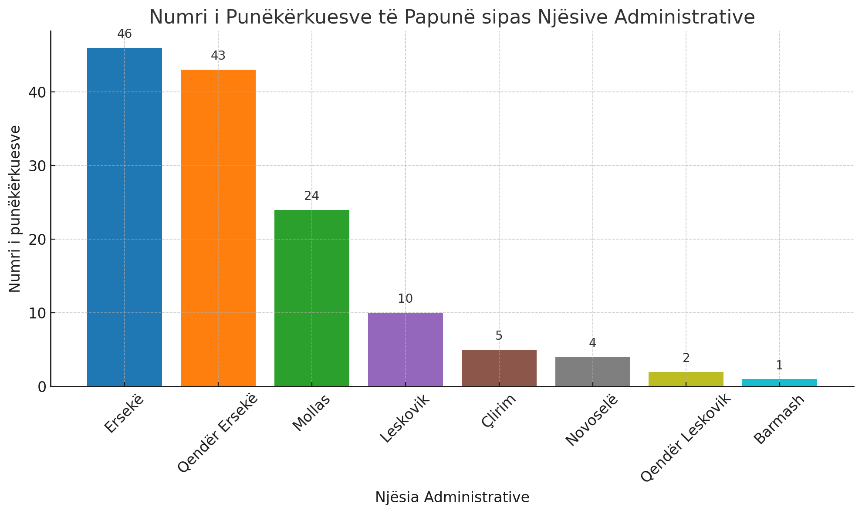 Numri i Punëkërkuesve të Papunë sipas Njësive Administrative
Numri i punëkërkuesve
40
30
20
10
0
46
43
24
10
5
4
2
1
Ersekë
Qendër Ersekë
Mollas
Leskovik
Çlirim
Novoselë
Qendër Leskovik
Barmash
Njësia Administrative